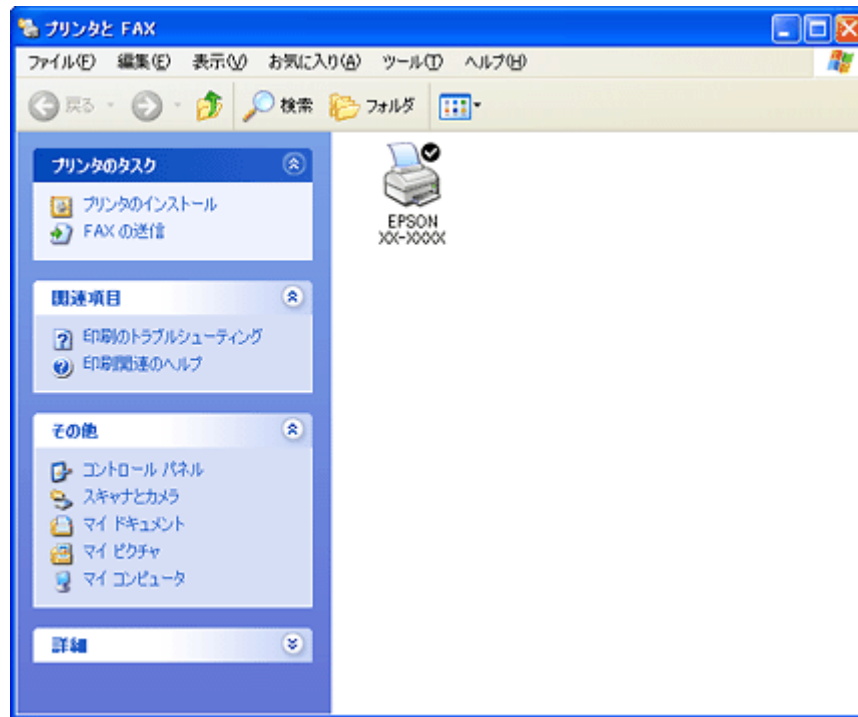 プリンタと FAX
ファイル(F) 編集(E) 表示(V) お気に入り(A) ツール(T) ヘルプ(H)
戻る 検索 フォルダ
プリンタのタスク
プリンタのインストール
FAX の送信
関連項目
印刷のトラブルシューティング
印刷関連のヘルプ
その他
コントロール パネル
スキャナとカメラ
マイ ドキュメント
マイ ピクチャ
マイ コンピュータ
詳細
EPSON
XX-XXXX